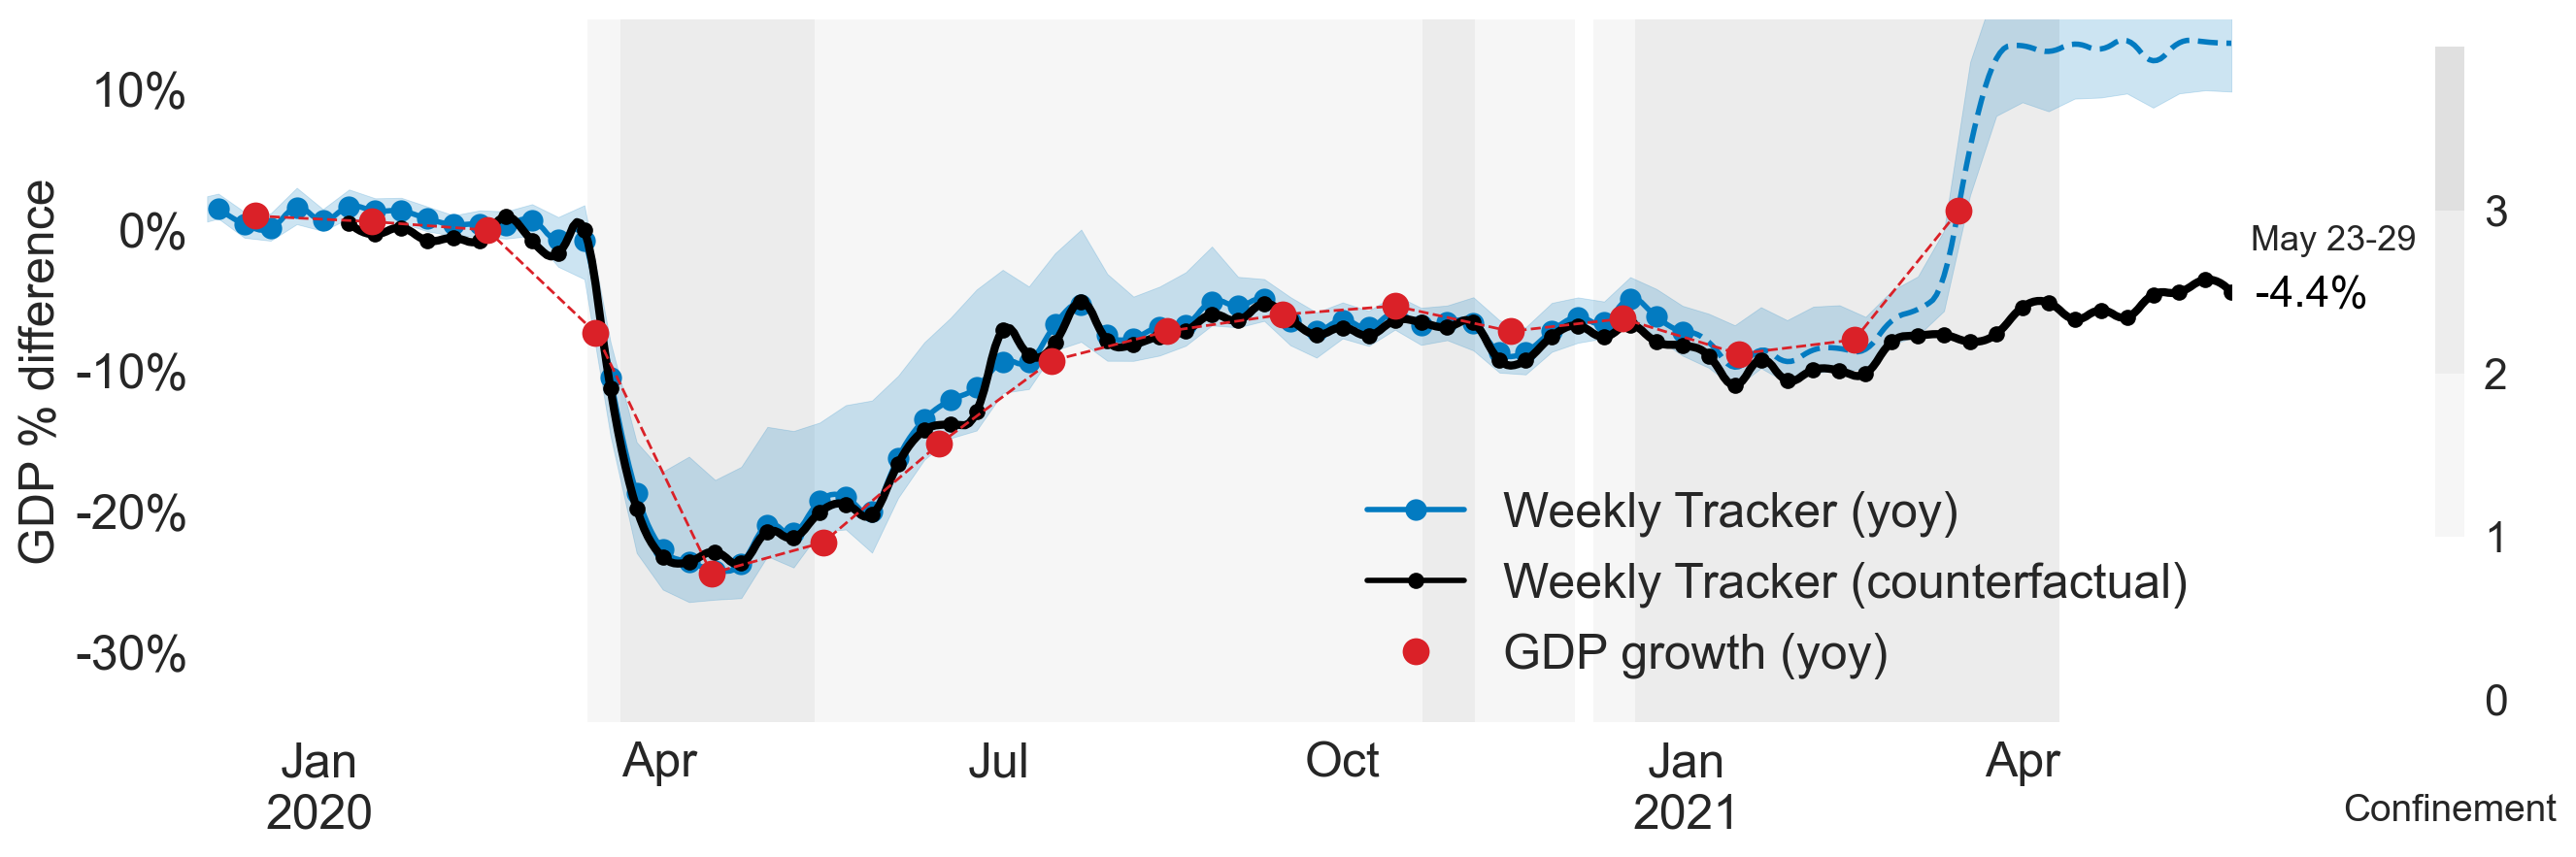 GDP % difference
10%
0%
-10%
-20%
-30%
Jan
2020
Apr
Jul
Oct
Jan
2021
Apr
Weekly Tracker (yoy)
Weekly Tracker (counterfactual)
GDP growth (yoy)
May 23-29
-4.4%
3
2
1
0
Confinement